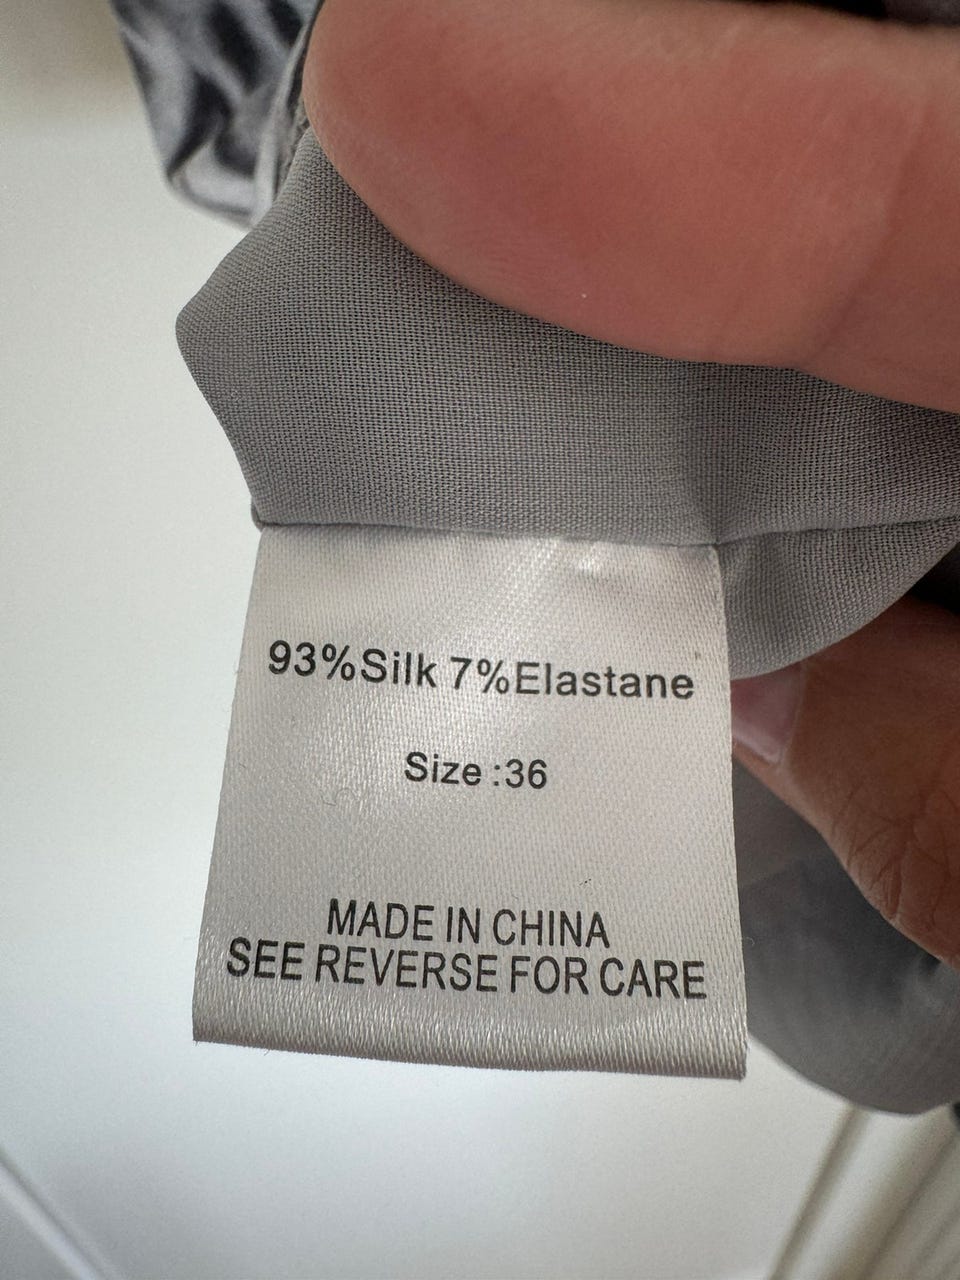 93%Silk 7%Elastane
Size :36
MADE IN CHINA
SEE REVERSE FOR CARE